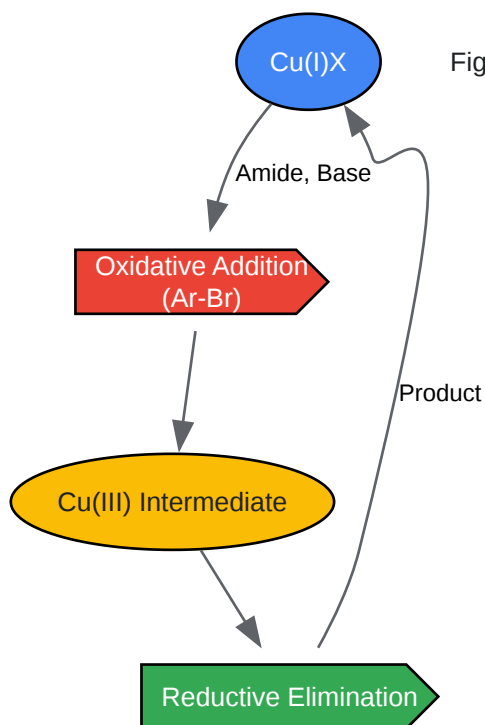 Cu(I)X
Fig
Amide, Base
Oxidative Addition
(Ar-Br)
Product
Cu(III) Intermediate
Reductive Elimination